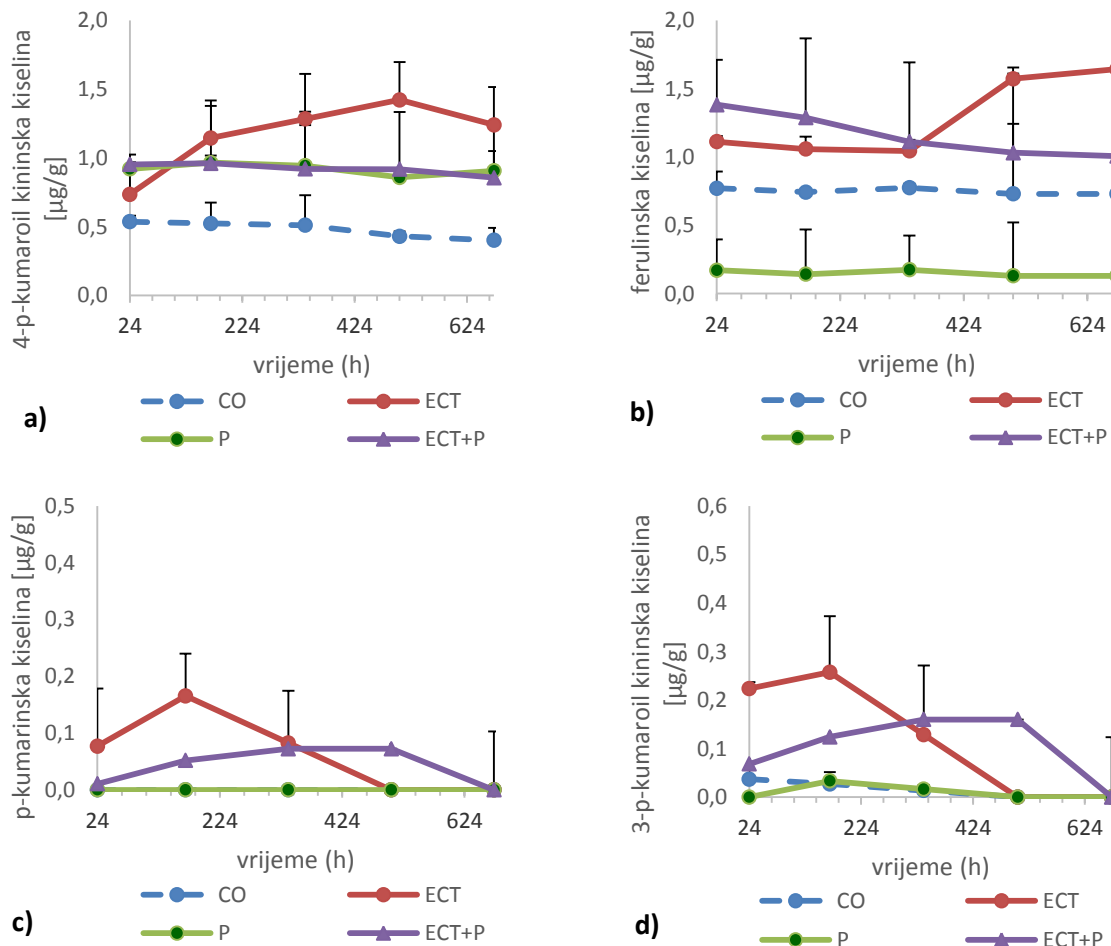 4-p-kumaroil kininska kiselina
[µg/g]
2,0
1,5
1,0
0,5
0,0
24
224
424
624
vrijeme (h)
CO
ECT
P
ECT+P
a)
ferulinska kiselina [µg/g]
2,0
1,5
1,0
0,5
0,0
24
224
424
624
vrijeme (h)
CO
ECT
P
ECT+P
b)
p-kumarinska kiselina [µg/g]
0,5
0,4
0,3
0,2
0,1
0,0
24
224
424
624
vrijeme (h)
CO
ECT
P
ECT+P
c)
3-p-kumaroil kininska kiselina
[µg/g]
0,6
0,5
0,4
0,3
0,2
0,1
0,0
24
224
424
624
vrijeme (h)
CO
ECT
P
ECT+P
d)